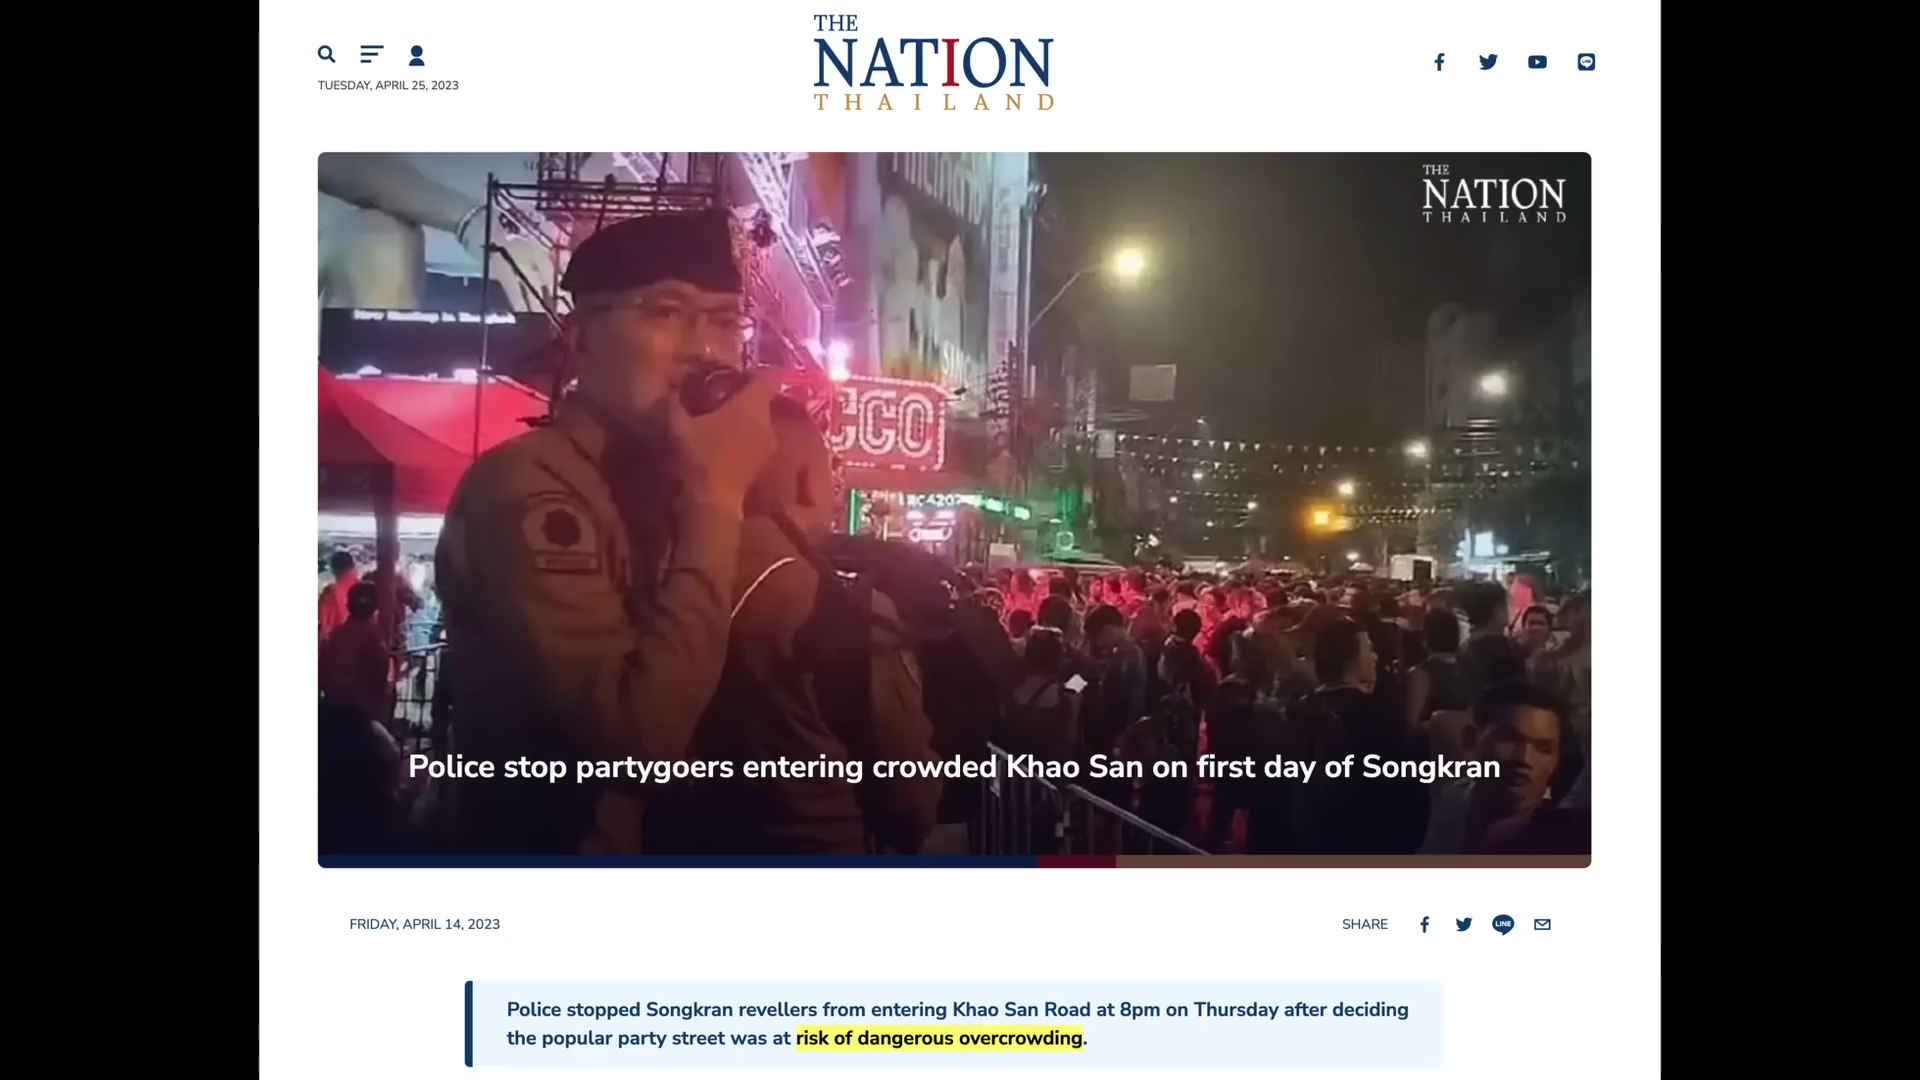 THE
NATION
THAILAND
TUESDAY, APRIL 25, 2023
THE
NATION
THAILAND
CCO
Police stop partygoers entering crowded Khao San on first day of Songkran
FRIDAY, APRIL 14, 2023
SHARE
LINE
Police stopped Songkran revellers from entering Khao San Road at 8pm on Thursday after deciding
the popular party street was at risk of dangerous overcrowding.